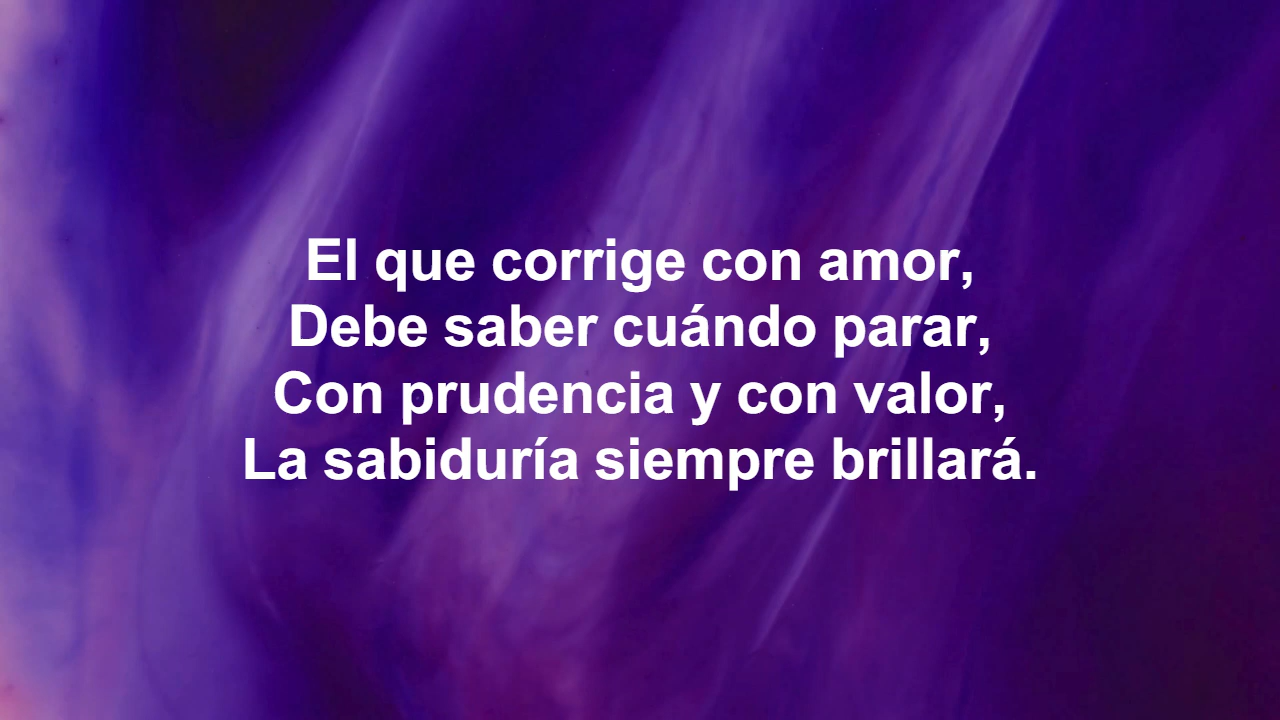 El que corrige con amor,
Debe saber cuándo parar,
Con prudencia y con valor,
La sabiduría siempre brillará.